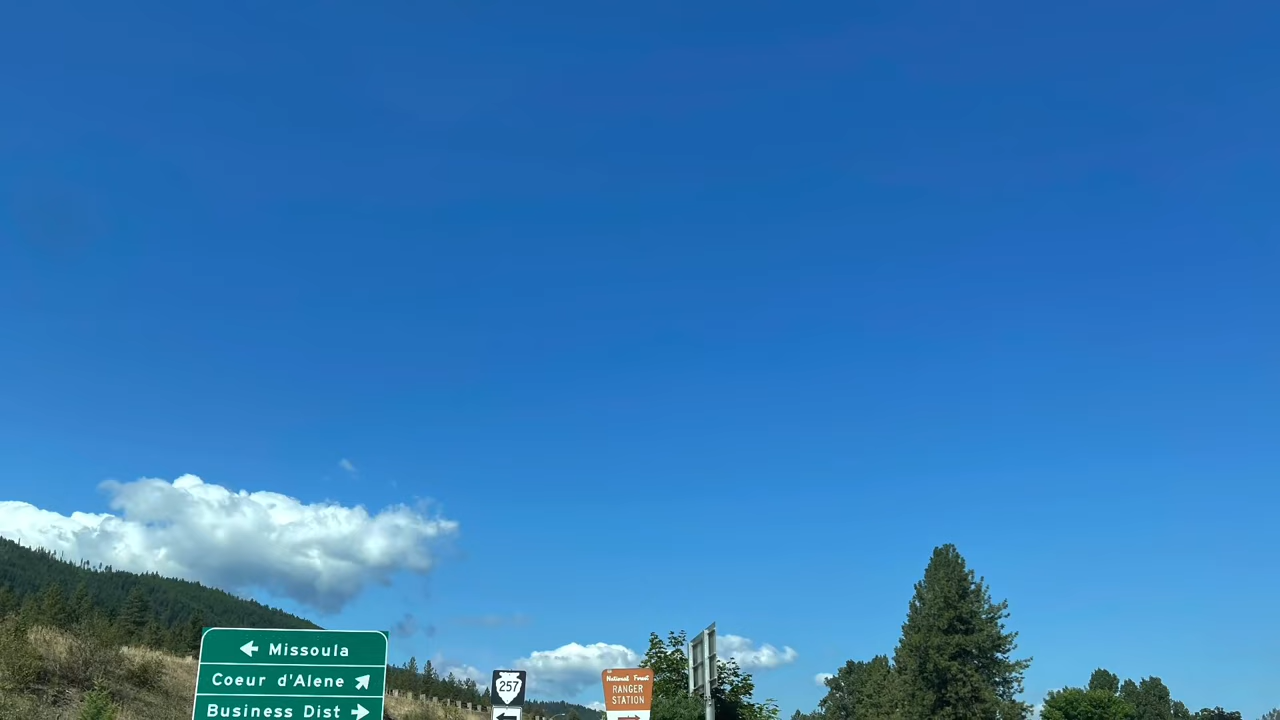 Missoula
Coeur d'Alene
Business Dist
257
National Forest
RANGER
STATION